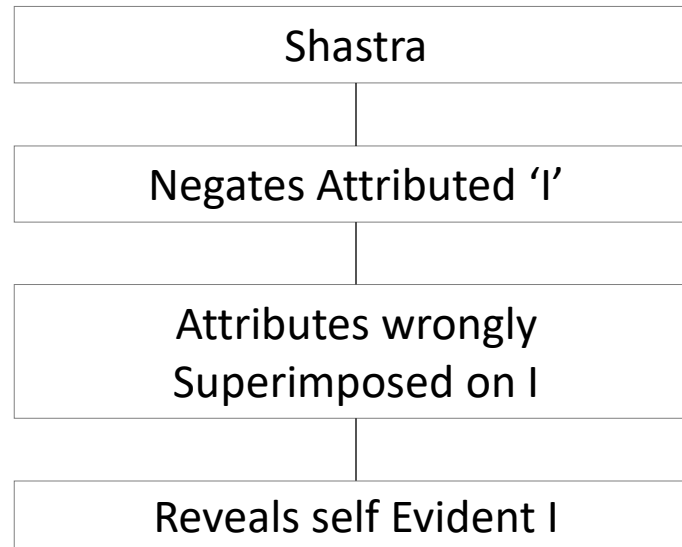 Shastra
Negates Attributed ‘I’
Attributes wrongly
Superimposed on I
Reveals self Evident I